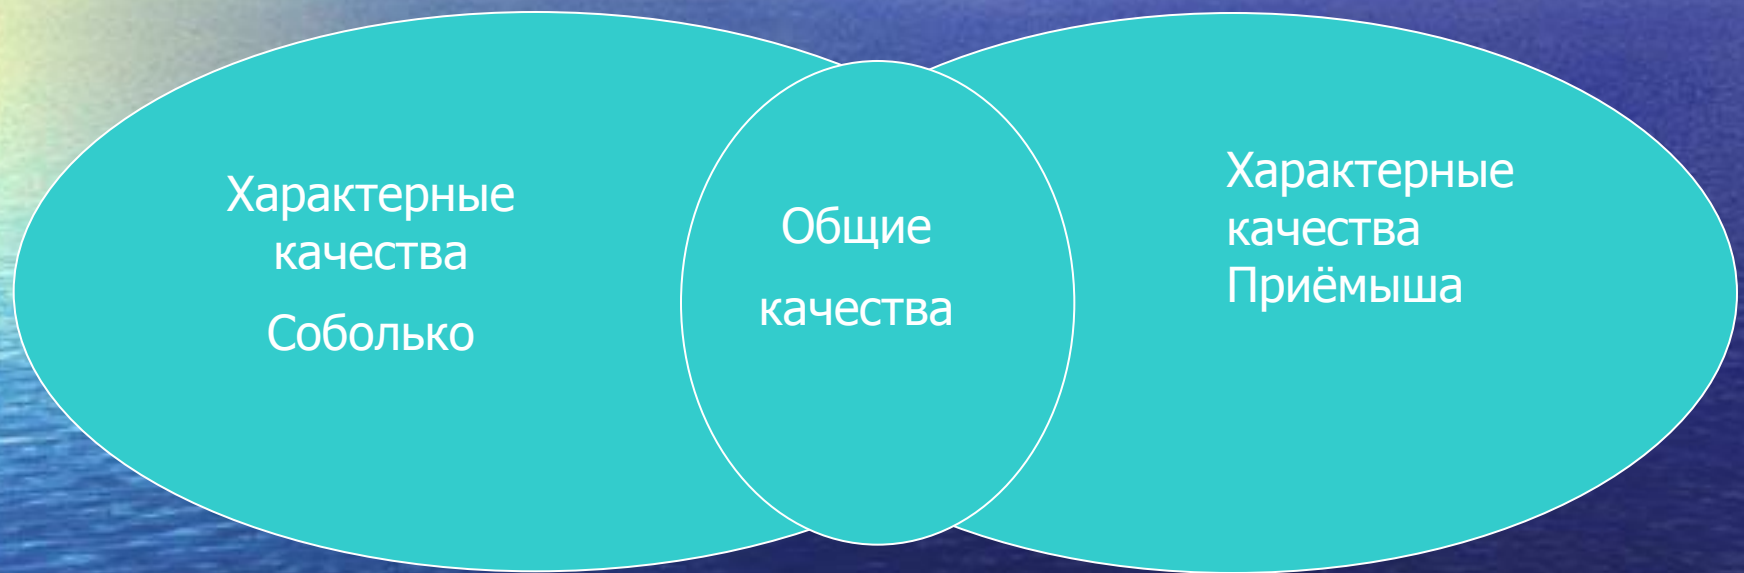 Характерные
качества
Соболько
Общие
качества
Характерные
качества
Приёмыша